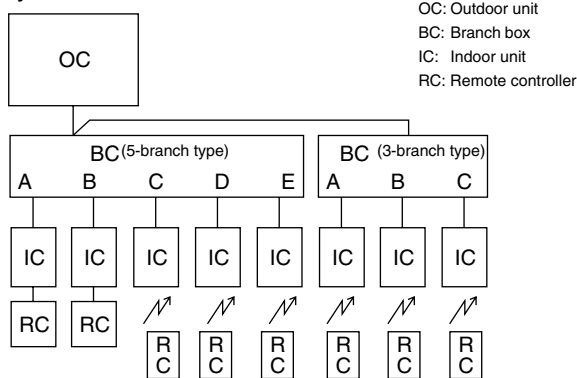 OC: Outdoor unit
BC: Branch box
IC: Indoor unit
RC: Remote controller
OC
BC (5-branch type)
A B C D E
BC (3-branch type)
A B C
IC IC IC IC IC IC IC IC
RC RC
R R R R R R
C C C C C C